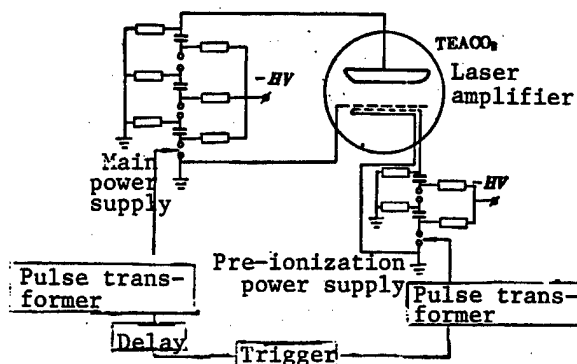 TEACO₂
Laser
amplifier
-HV
Main
power
supply
-HV
Pre-ionization
power supply
Pulse trans-
former
Pulse trans-
former
Delay
Trigger